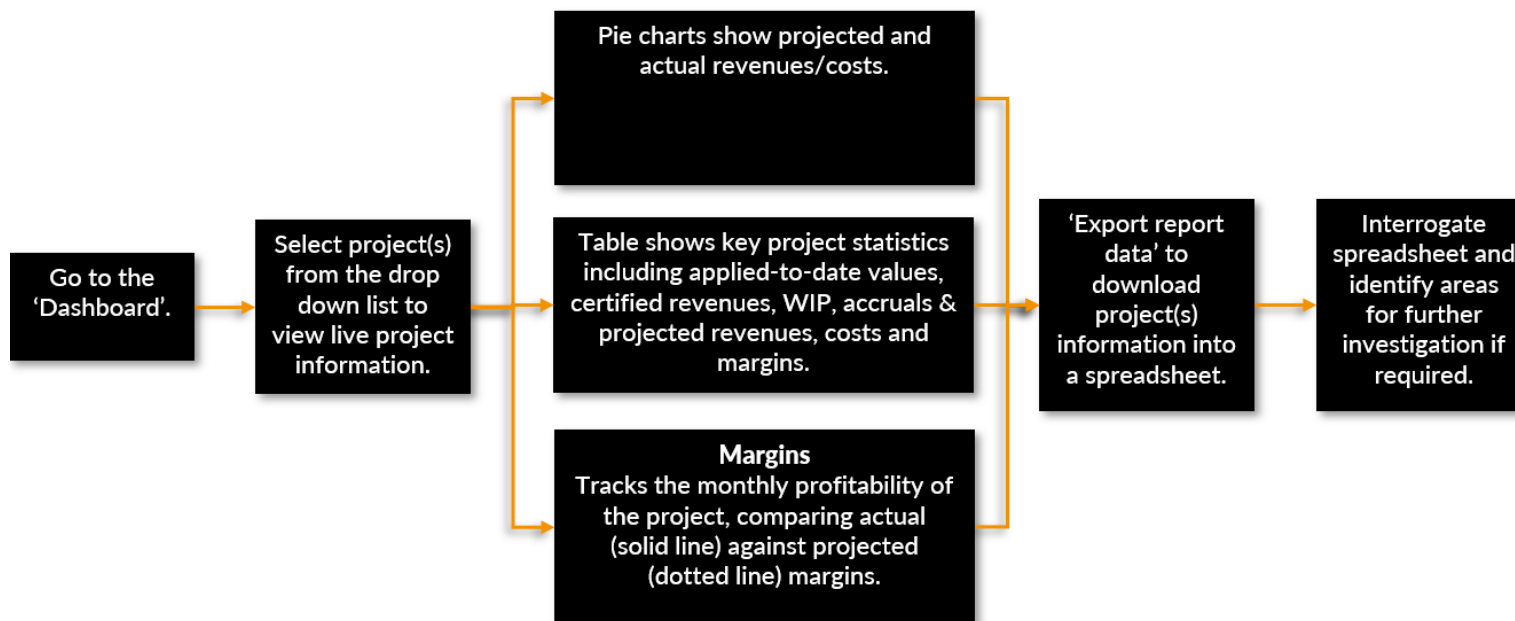 Go to the
‘Dashboard’.
Select project(s)
from the drop
down list to
view live project
information.
Pie charts show projected and
actual revenues/costs.
Table shows key project statistics
including applied-to-date values,
certified revenues, WIP, accruals &
projected revenues, costs and
margins.
Margins
Tracks the monthly profitability of
the project, comparing actual
(solid line) against projected
(dotted line) margins.
‘Export report
data’ to
download
project(s)
information into
a spreadsheet.
Interrogate
spreadsheet and
identify areas
for further
investigation if
required.